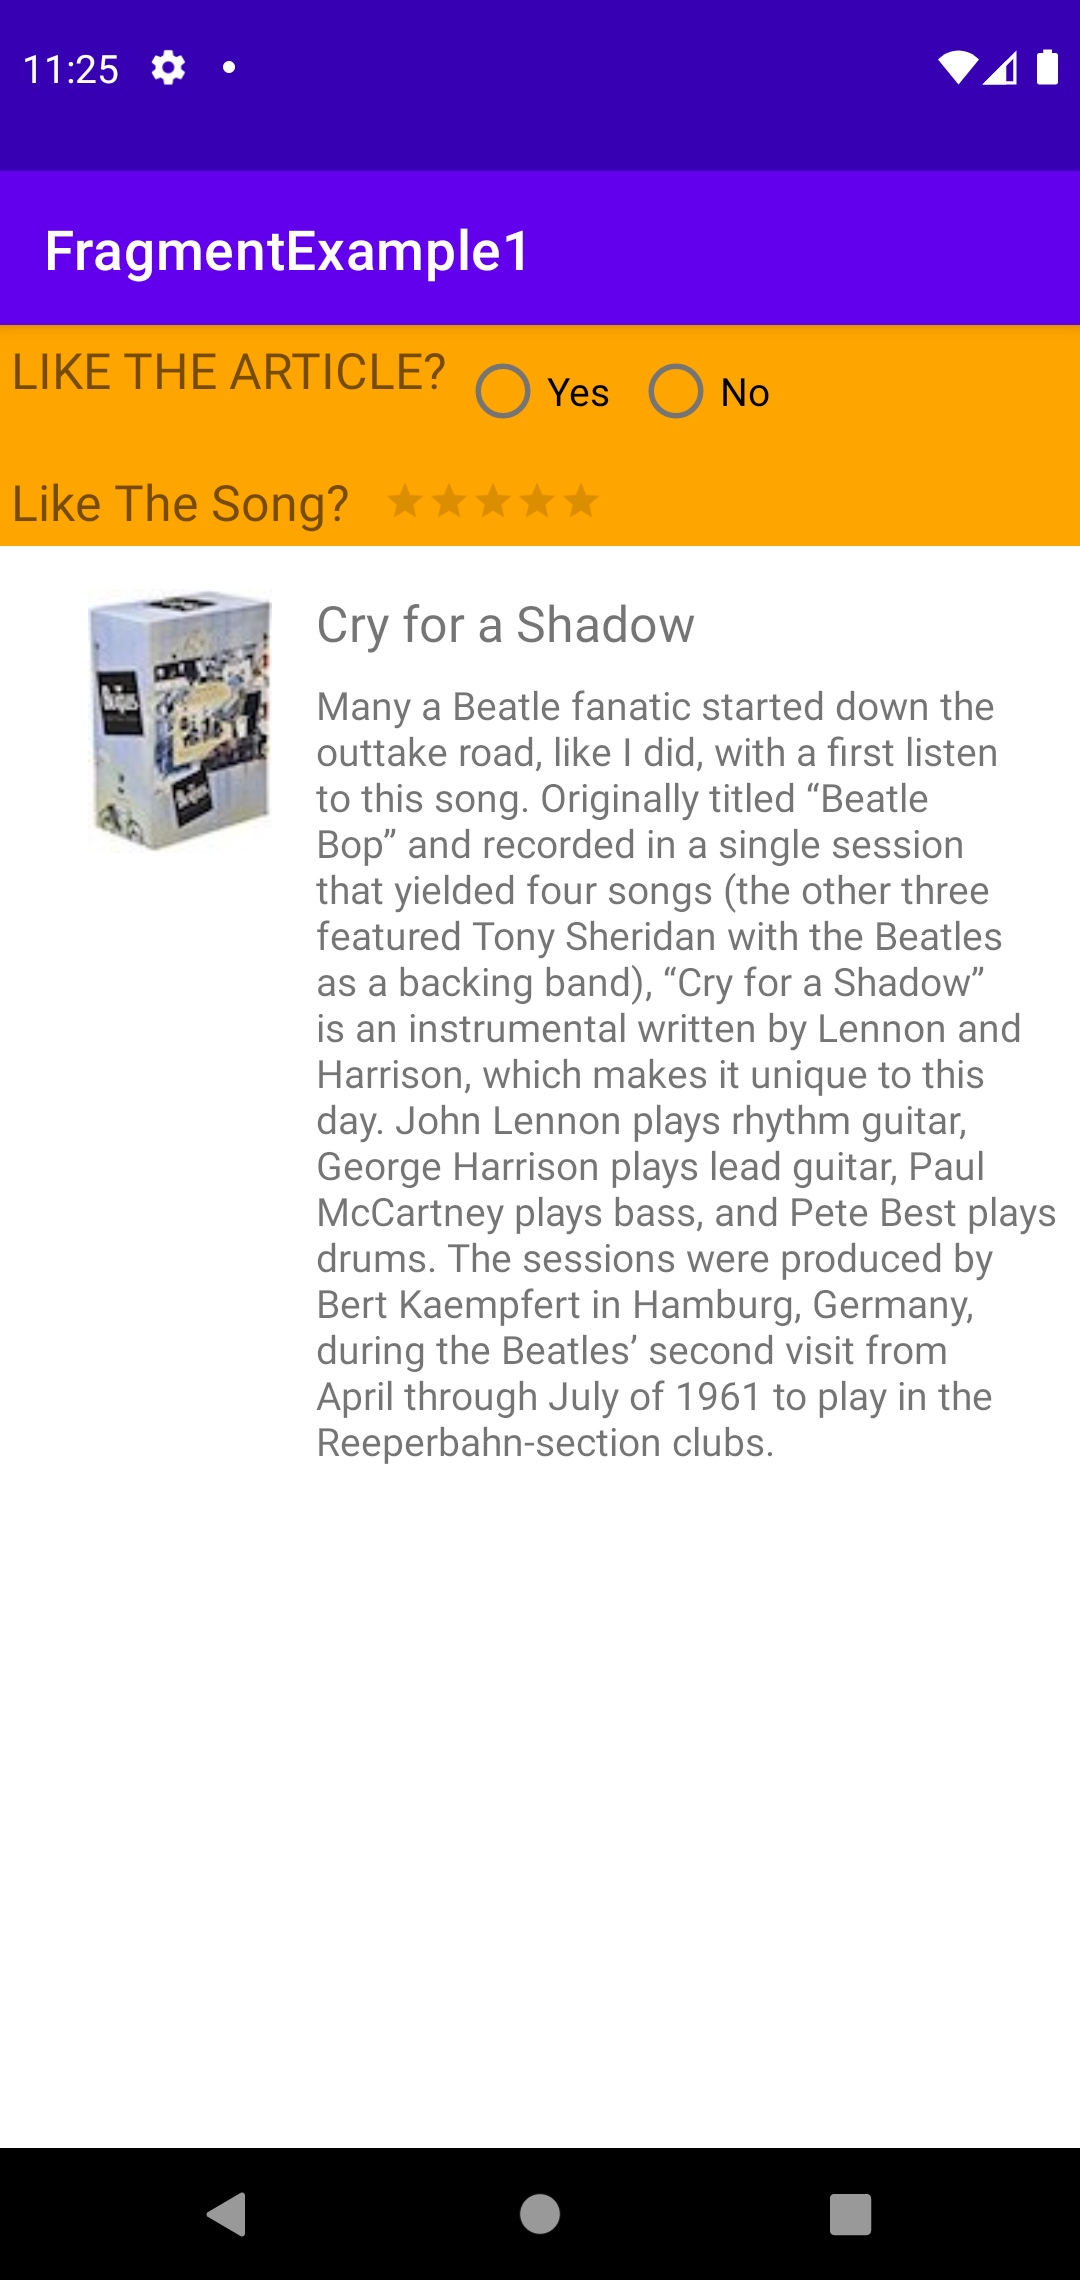 11:25
FragmentExample1
LIKE THE ARTICLE?
Yes
No
Like The Song?
Cry for a Shadow
Many a Beatle fanatic started down the
outtake road, like I did, with a first listen
to this song. Originally titled “Beatle
Bop” and recorded in a single session
that yielded four songs (the other three
featured Tony Sheridan with the Beatles
as a backing band), “Cry for a Shadow”
is an instrumental written by Lennon and
Harrison, which makes it unique to this
day. John Lennon plays rhythm guitar,
George Harrison plays lead guitar, Paul
McCartney plays bass, and Pete Best plays
drums. The sessions were produced by
Bert Kaempfert in Hamburg, Germany,
during the Beatles’ second visit from
April through July of 1961 to play in the
Reeperbahn-section clubs.